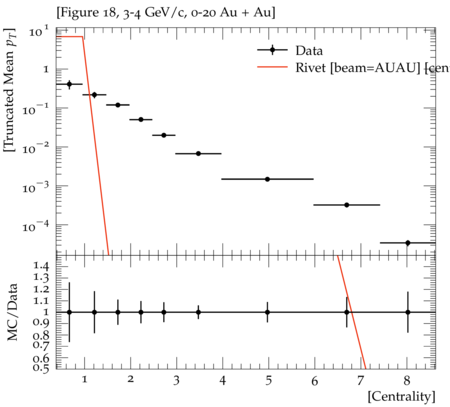 [Figure 18, 3-4 GeV/c, 0-20 Au + Au]
[Truncated Mean pT]
10^1
1
10^−1
10^−2
10^−3
10^−4
Data
Rivet [beam=AUAU] [cen
MC/Data
1.4
1.3
1.2
1.1
1
0.9
0.8
0.7
0.6
0.5
1 2 3 4 5 6 7 8
[Centrality]